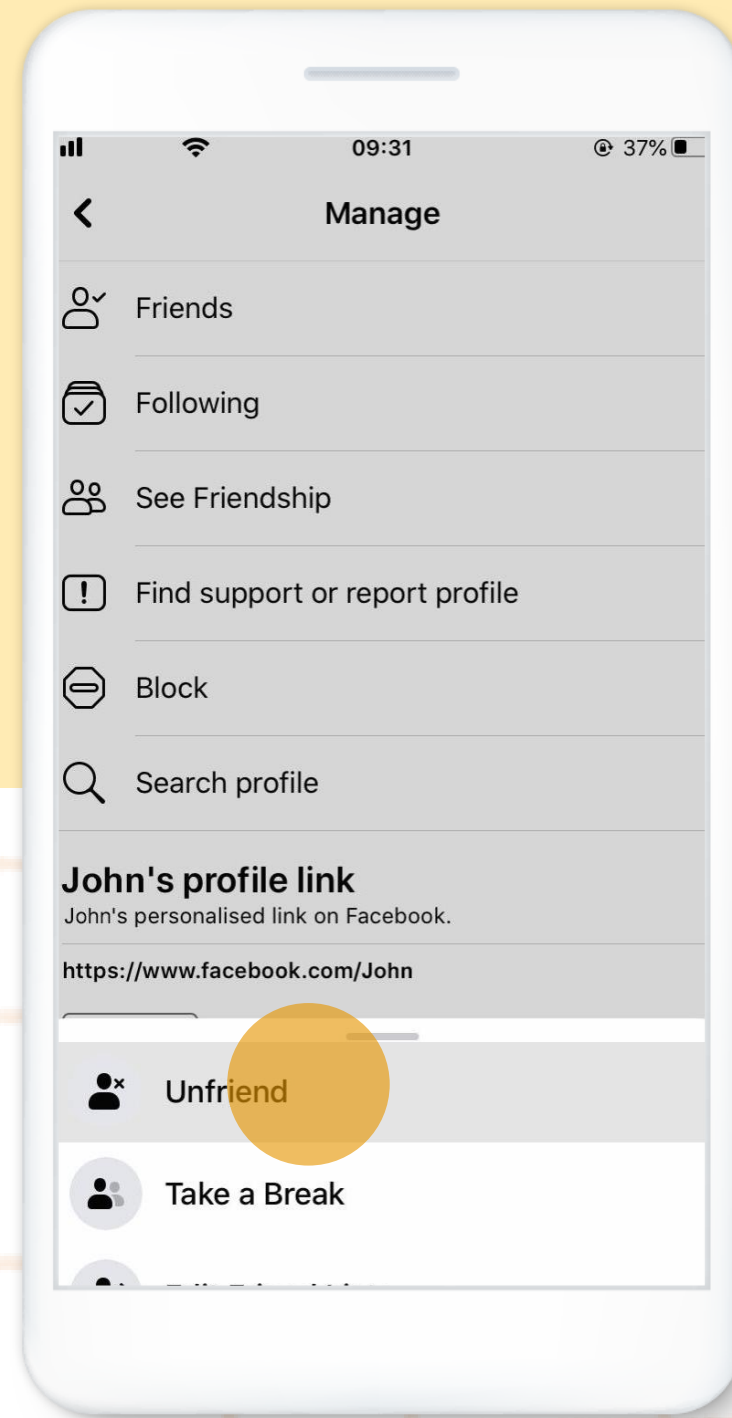 09:31
37%
Manage
Friends
Following
See Friendship
Find support or report profile
Block
Search profile
John's profile link
John's personalised link on Facebook.
https://www.facebook.com/John
Unfriend
Take a Break